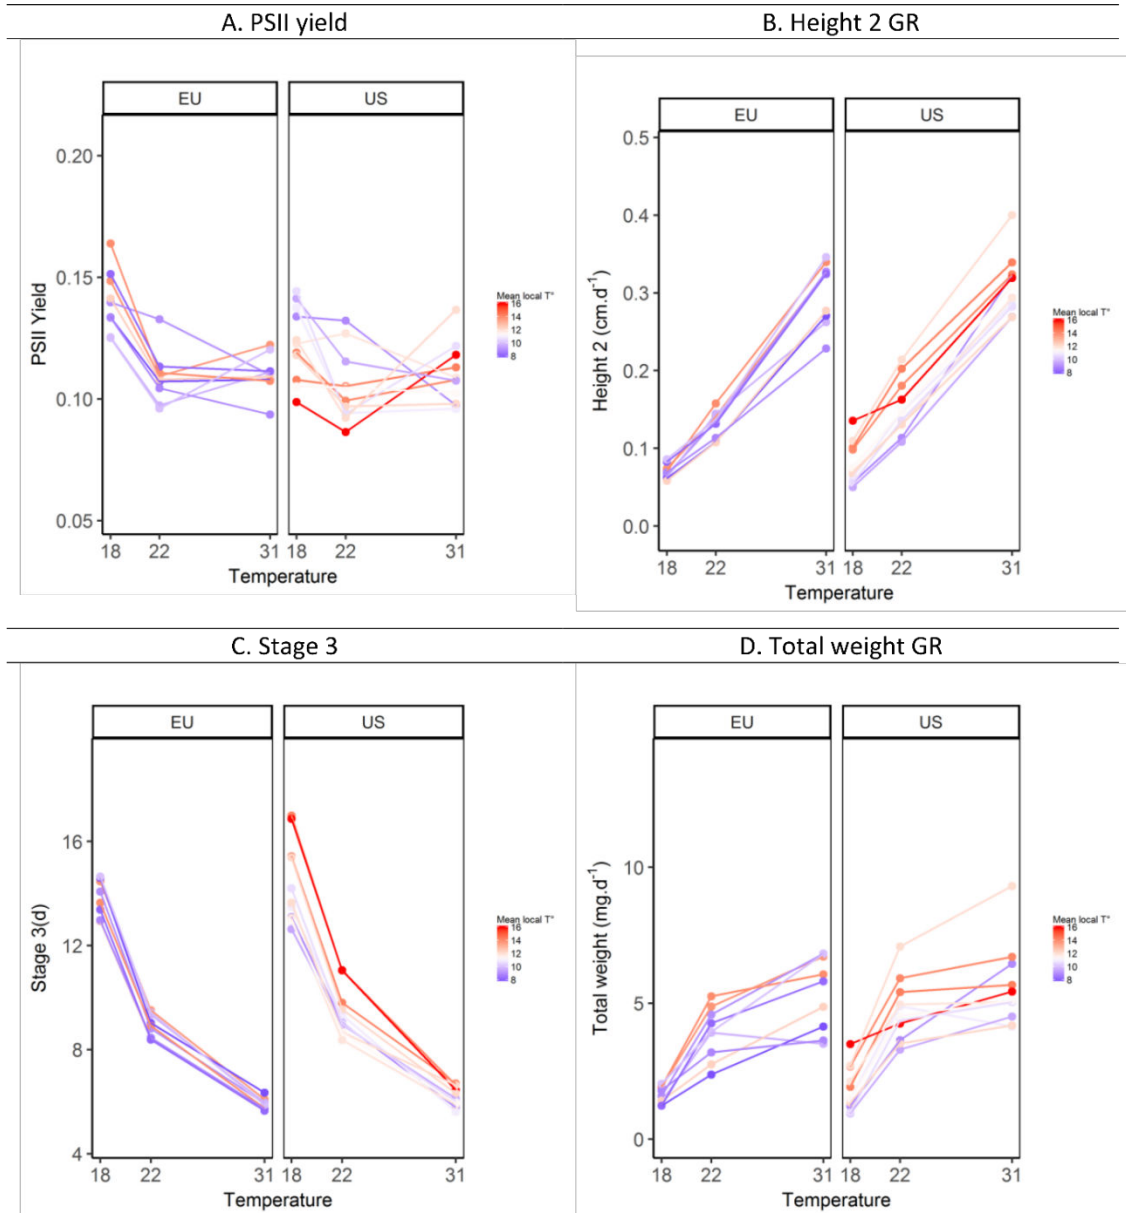 A. PSII yield
B. Height 2 GR
EU
US
0.20
0.15
0.10
0.05
PSII Yield
18 22 31
18 22 31
Temperature
Mean local T°
16
14
12
10
8
EU
US
0.5
0.4
0.3
0.2
0.1
0.0
Height 2 (cm.d⁻¹)
18 22 31
18 22 31
Temperature
Mean local T°
16
14
12
10
8
C. Stage 3
D. Total weight GR
EU
US
16
12
8
4
Stage 3(d)
18 22 31
18 22 31
Temperature
Mean local T°
16
14
12
10
8
EU
US
10
5
0
Total weight (mg.d⁻¹)
18 22 31
18 22 31
Temperature
Mean local T°
16
14
12
10
8